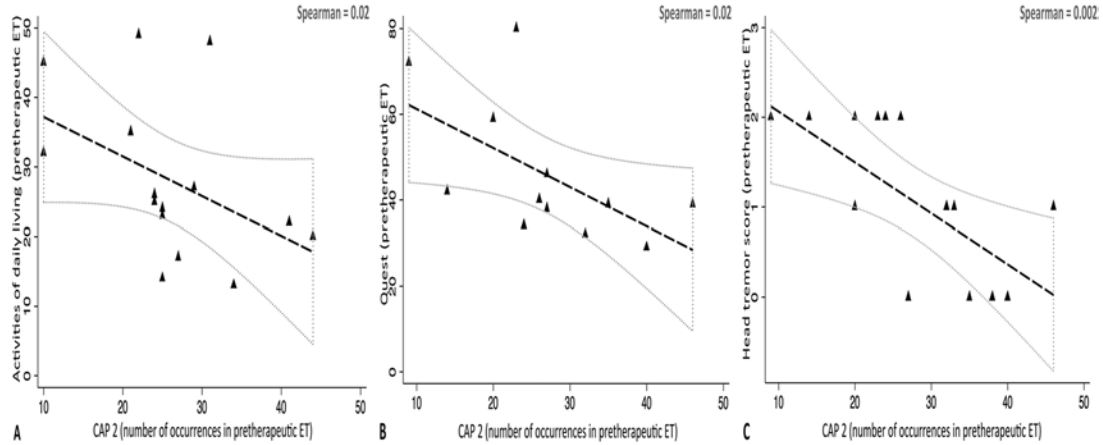 Spearman = 0.02
Activities of daily living (pretherapeutic ET)
50
40
30
20
10
0
10
20
30
40
50
CAP 2 (number of occurrences in pretherapeutic ET)
A
Spearman = 0.02
Quest (pretherapeutic ET)
80
60
40
20
0
10
20
30
40
50
CAP 2 (number of occurrences in pretherapeutic ET)
B
Spearman = 0.002
Head tremor score (pretherapeutic ET)
3
2
1
0
10
20
30
40
50
CAP 2 (number of occurrences in pretherapeutic ET)
C